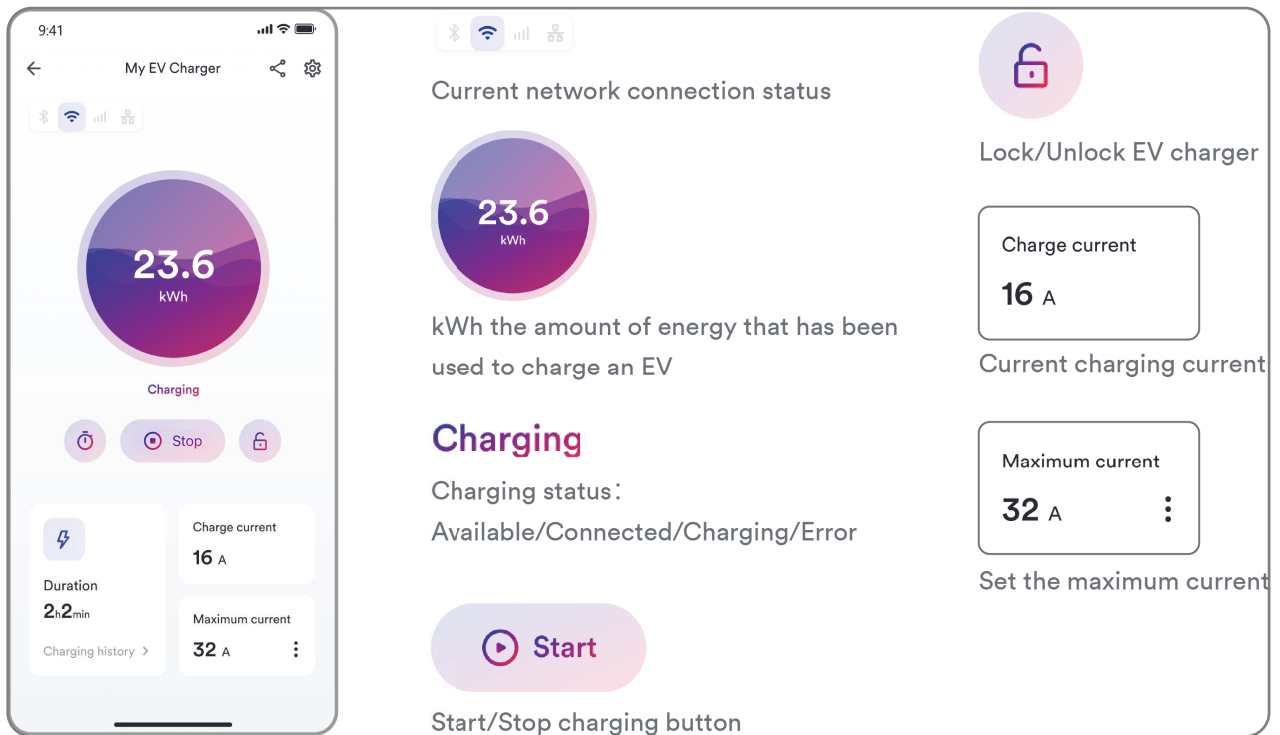 9:41
My EV Charger
23.6
kWh
Charging
Stop
Duration
2h2min
Charging history >
Charge current
16 A
Maximum current
32 A
Current network connection status
23.6
kWh
kWh the amount of energy that has been
used to charge an EV
Charging
Charging status：
Available/Connected/Charging/Error
Start
Start/Stop charging button
Lock/Unlock EV charger
Charge current
16 A
Current charging current
Maximum current
32 A
Set the maximum current